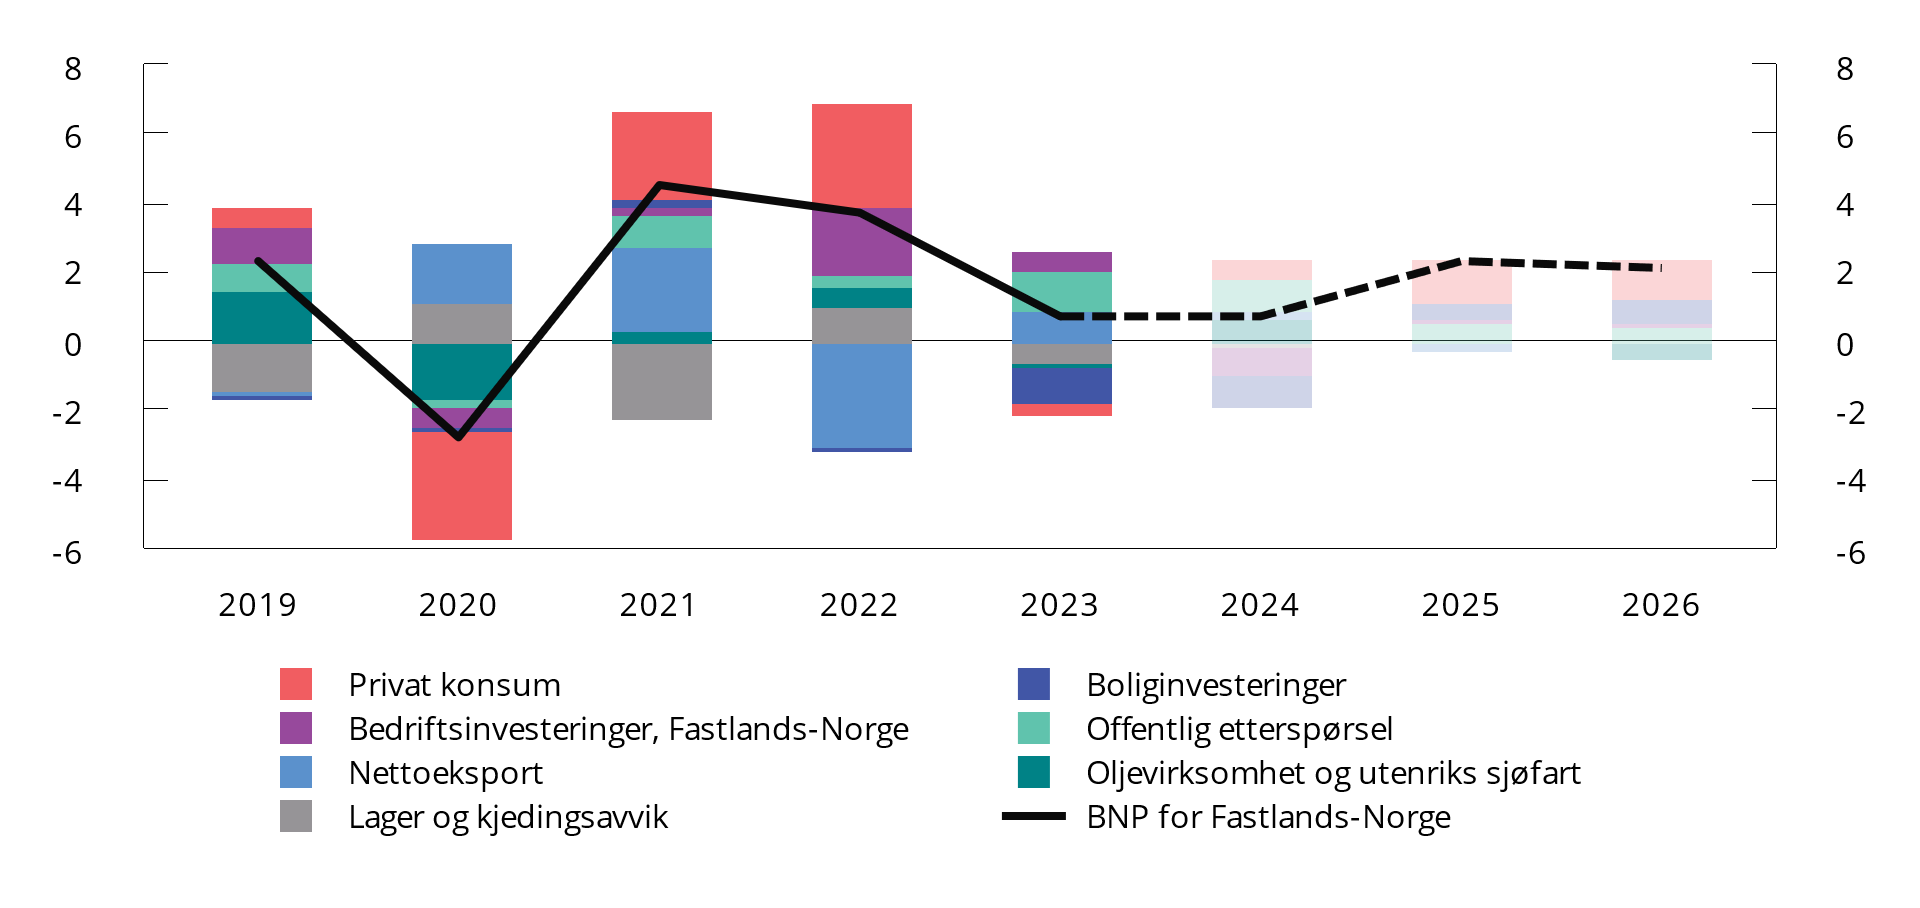 8 8
6 6
4 4
2 2
0 0
-2 -2
-4 -4
-6 -6
2019 2020 2021 2022 2023 2024 2025 2026
Privat konsum
Bedriftsinvesteringer, Fastlands-Norge
Nettoeksport
Lager og kjedingsavvik
Boliginvesteringer
Offentlig etterspørsel
Oljevirksomhet og utenriks sjøfart
BNP for Fastlands-Norge